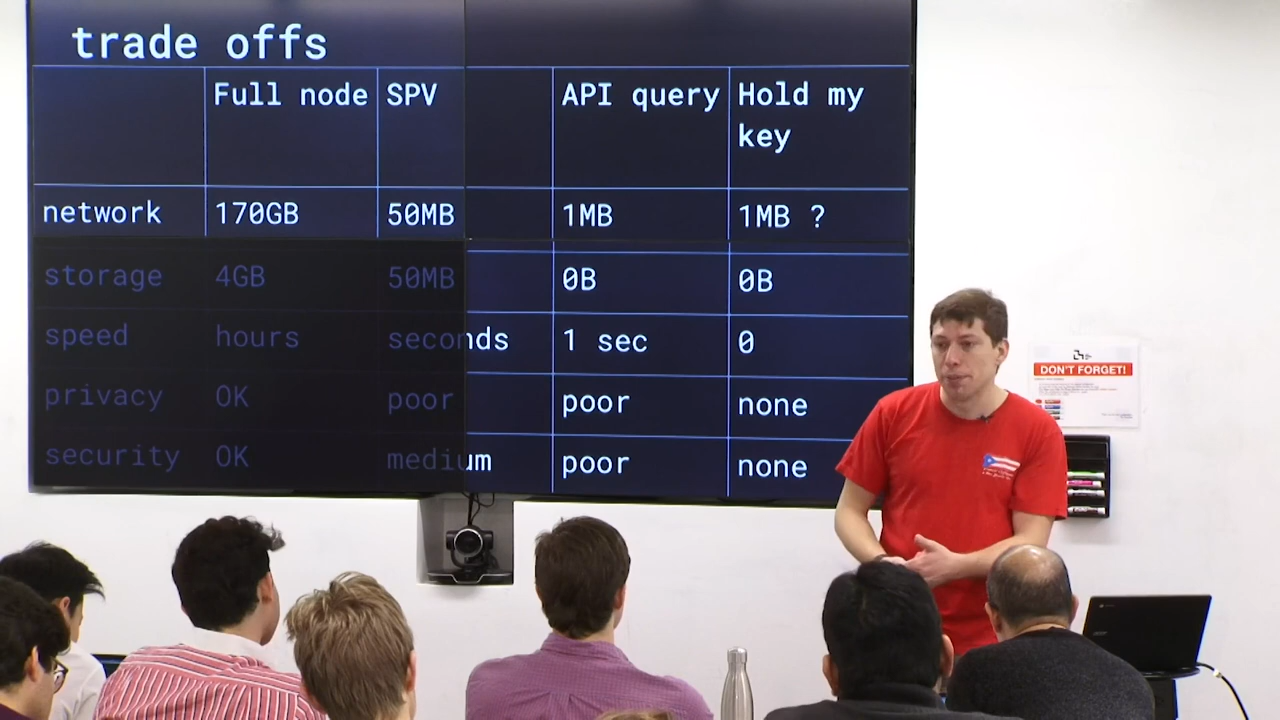 trade offs
Full node SPV API query Hold my
key
network 170GB 50MB 1MB 1MB ?
storage 4GB 50MB 0B 0B
speed hours seconds 1 sec 0
privacy OK poor poor none
security OK medium poor none
DON'T FORGET!